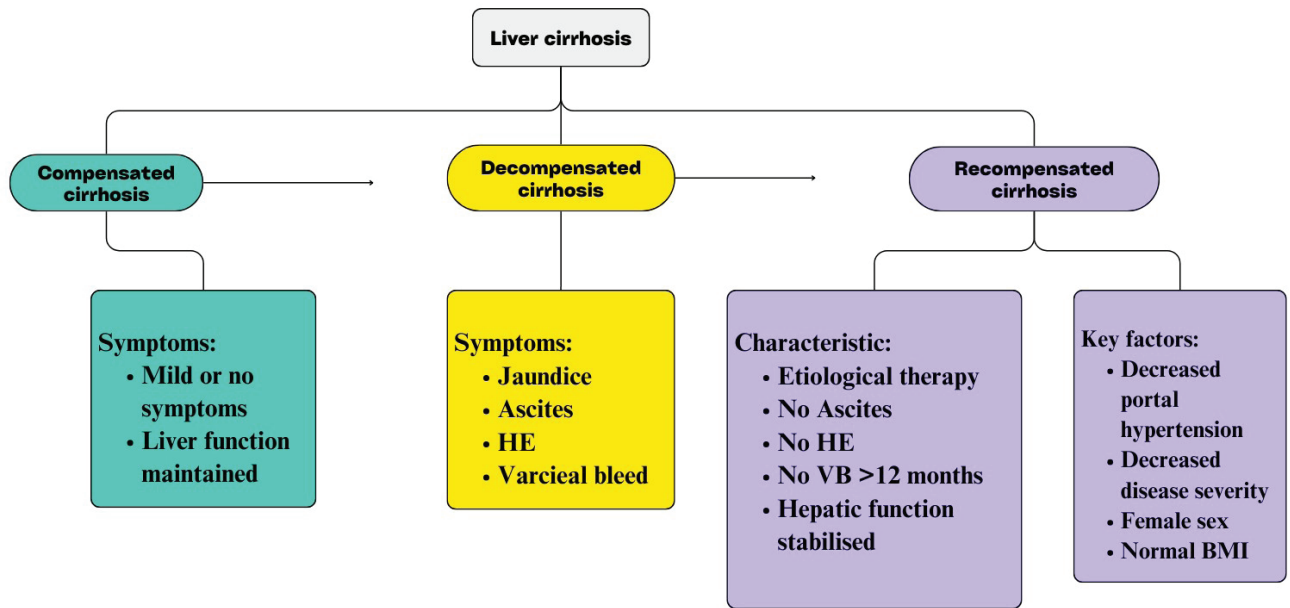 Liver cirrhosis
Compensated
cirrhosis
Decompensated
cirrhosis
Recompensated
cirrhosis
Symptoms:
• Mild or no
symptoms
• Liver function
maintained
Symptoms:
• Jaundice
• Ascites
• HE
• Varcieal bleed
Characteristic:
• Etiological therapy
• No Ascites
• No HE
• No VB >12 months
• Hepatic function
stabilised
Key factors:
• Decreased
portal
hypertension
• Decreased
disease severity
• Female sex
• Normal BMI